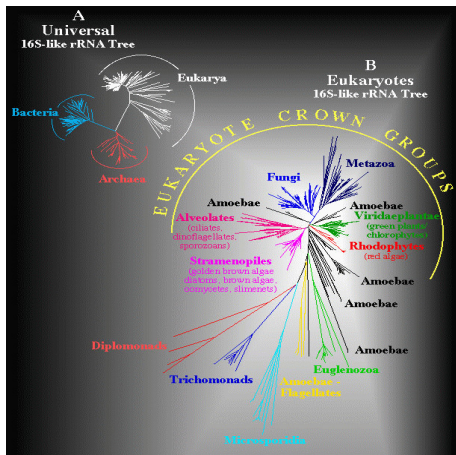 A
Universal
16S-like rRNA Tree
Eukarya
Bacteria
Archaea
B
Eukaryotes
16S-like rRNA Tree
EUKARYOTE CROWN GROUPS
Metazoa
Fungi
Amoebae
Amoebae
Alveolates
(ciliates,
dinoflagellates,
sporozoans)
Viridaeplantae
(green plants/
chlorophytes)
Rhodophytes
(red algae)
Stramenopiles
(golden brown algae
diatoms, brown algae,
oomycetes, slimenets)
Amoebae
Amoebae
Diplomonads
Amoebae
Euglenozoa
Trichomonads
Amoebae -
Flagellates
Microsporidia